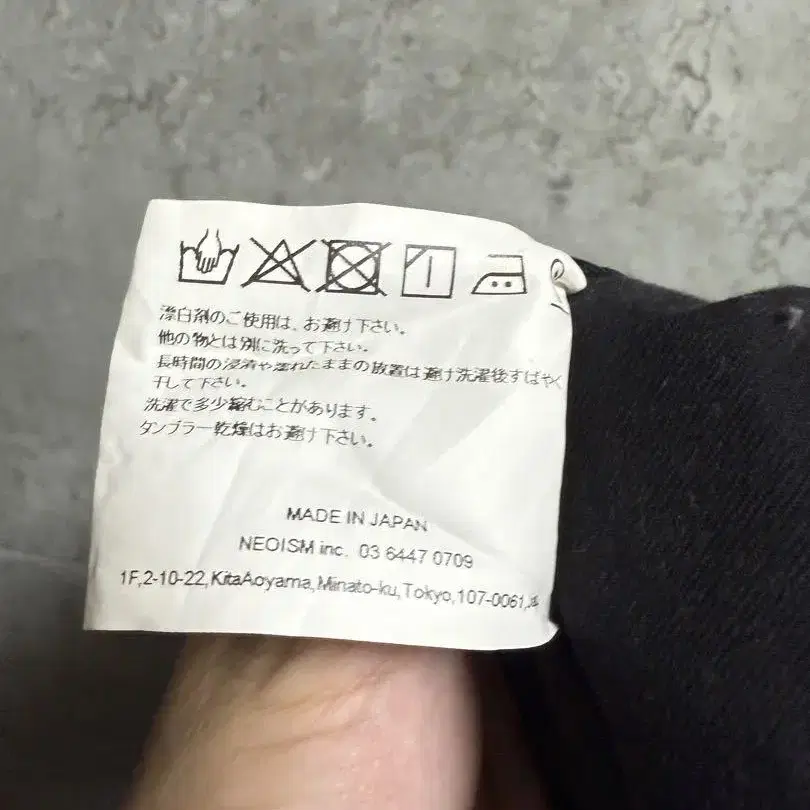 漂白剤のご使用は、お避け下さい。
他の物とは別に洗って下さい。
長時間の浸漬や濡れたままの放置は避け洗濯後すばやく
干して下さい。
洗濯で多少縮むことがあります。
タンブラー乾燥はお避け下さい。
MADE IN JAPAN
NEOISM inc. 03 6447 0709
1F,2-10-22,KitaAoyama,Minato-ku,Tokyo,107-0061,